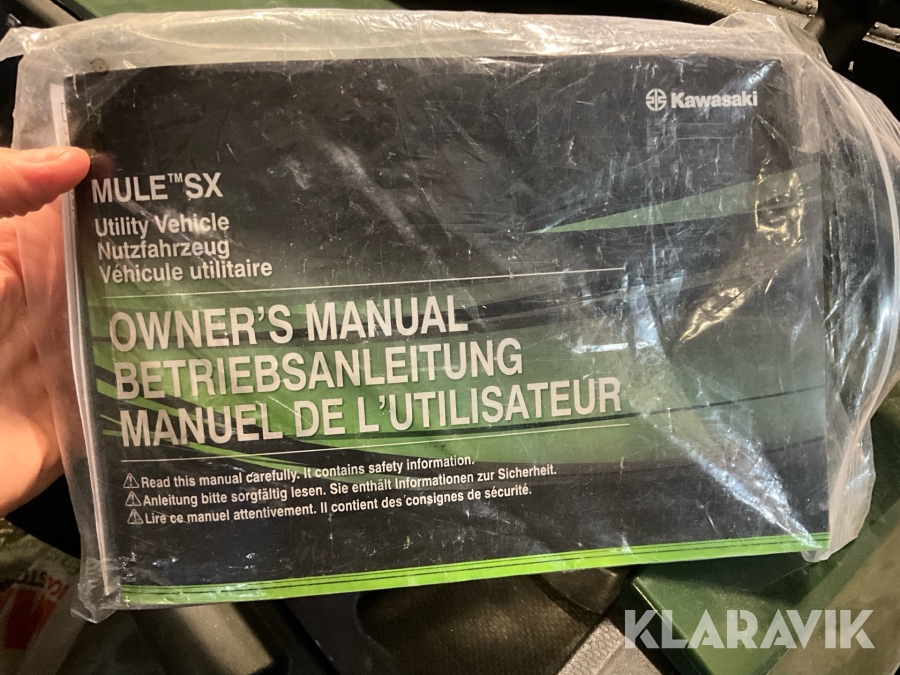 Kawasaki
MULE™SX
Utility Vehicle
Nutzfahrzeug
Véhicule utilitaire
OWNER'S MANUAL
BETRIEBSANLEITUNG
MANUEL DE L'UTILISATEUR
Read this manual carefully. It contains safety information.
Anleitung bitte sorgfältig lesen. Sie enthält Informationen zur Sicherheit.
Lire ce manuel attentivement. Il contient des consignes de sécurité.
KLARAVIK